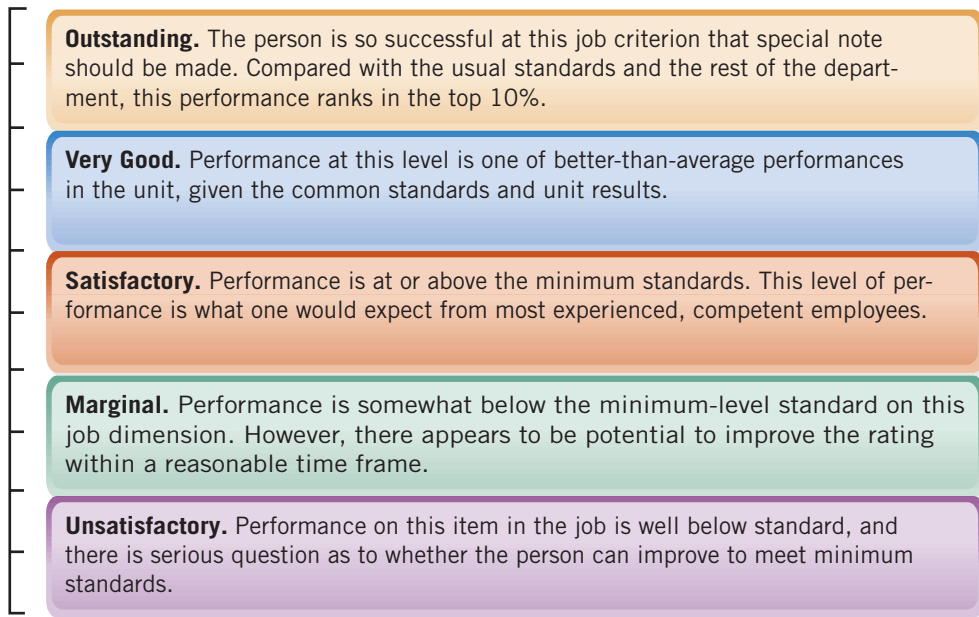 Outstanding. The person is so successful at this job criterion that special note
should be made. Compared with the usual standards and the rest of the depart-
ment, this performance ranks in the top 10%.
Very Good. Performance at this level is one of better-than-average performances
in the unit, given the common standards and unit results.
Satisfactory. Performance is at or above the minimum standards. This level of per-
formance is what one would expect from most experienced, competent employees.
Marginal. Performance is somewhat below the minimum-level standard on this
job dimension. However, there appears to be potential to improve the rating
within a reasonable time frame.
Unsatisfactory. Performance on this item in the job is well below standard, and
there is serious question as to whether the person can improve to meet minimum
standards.